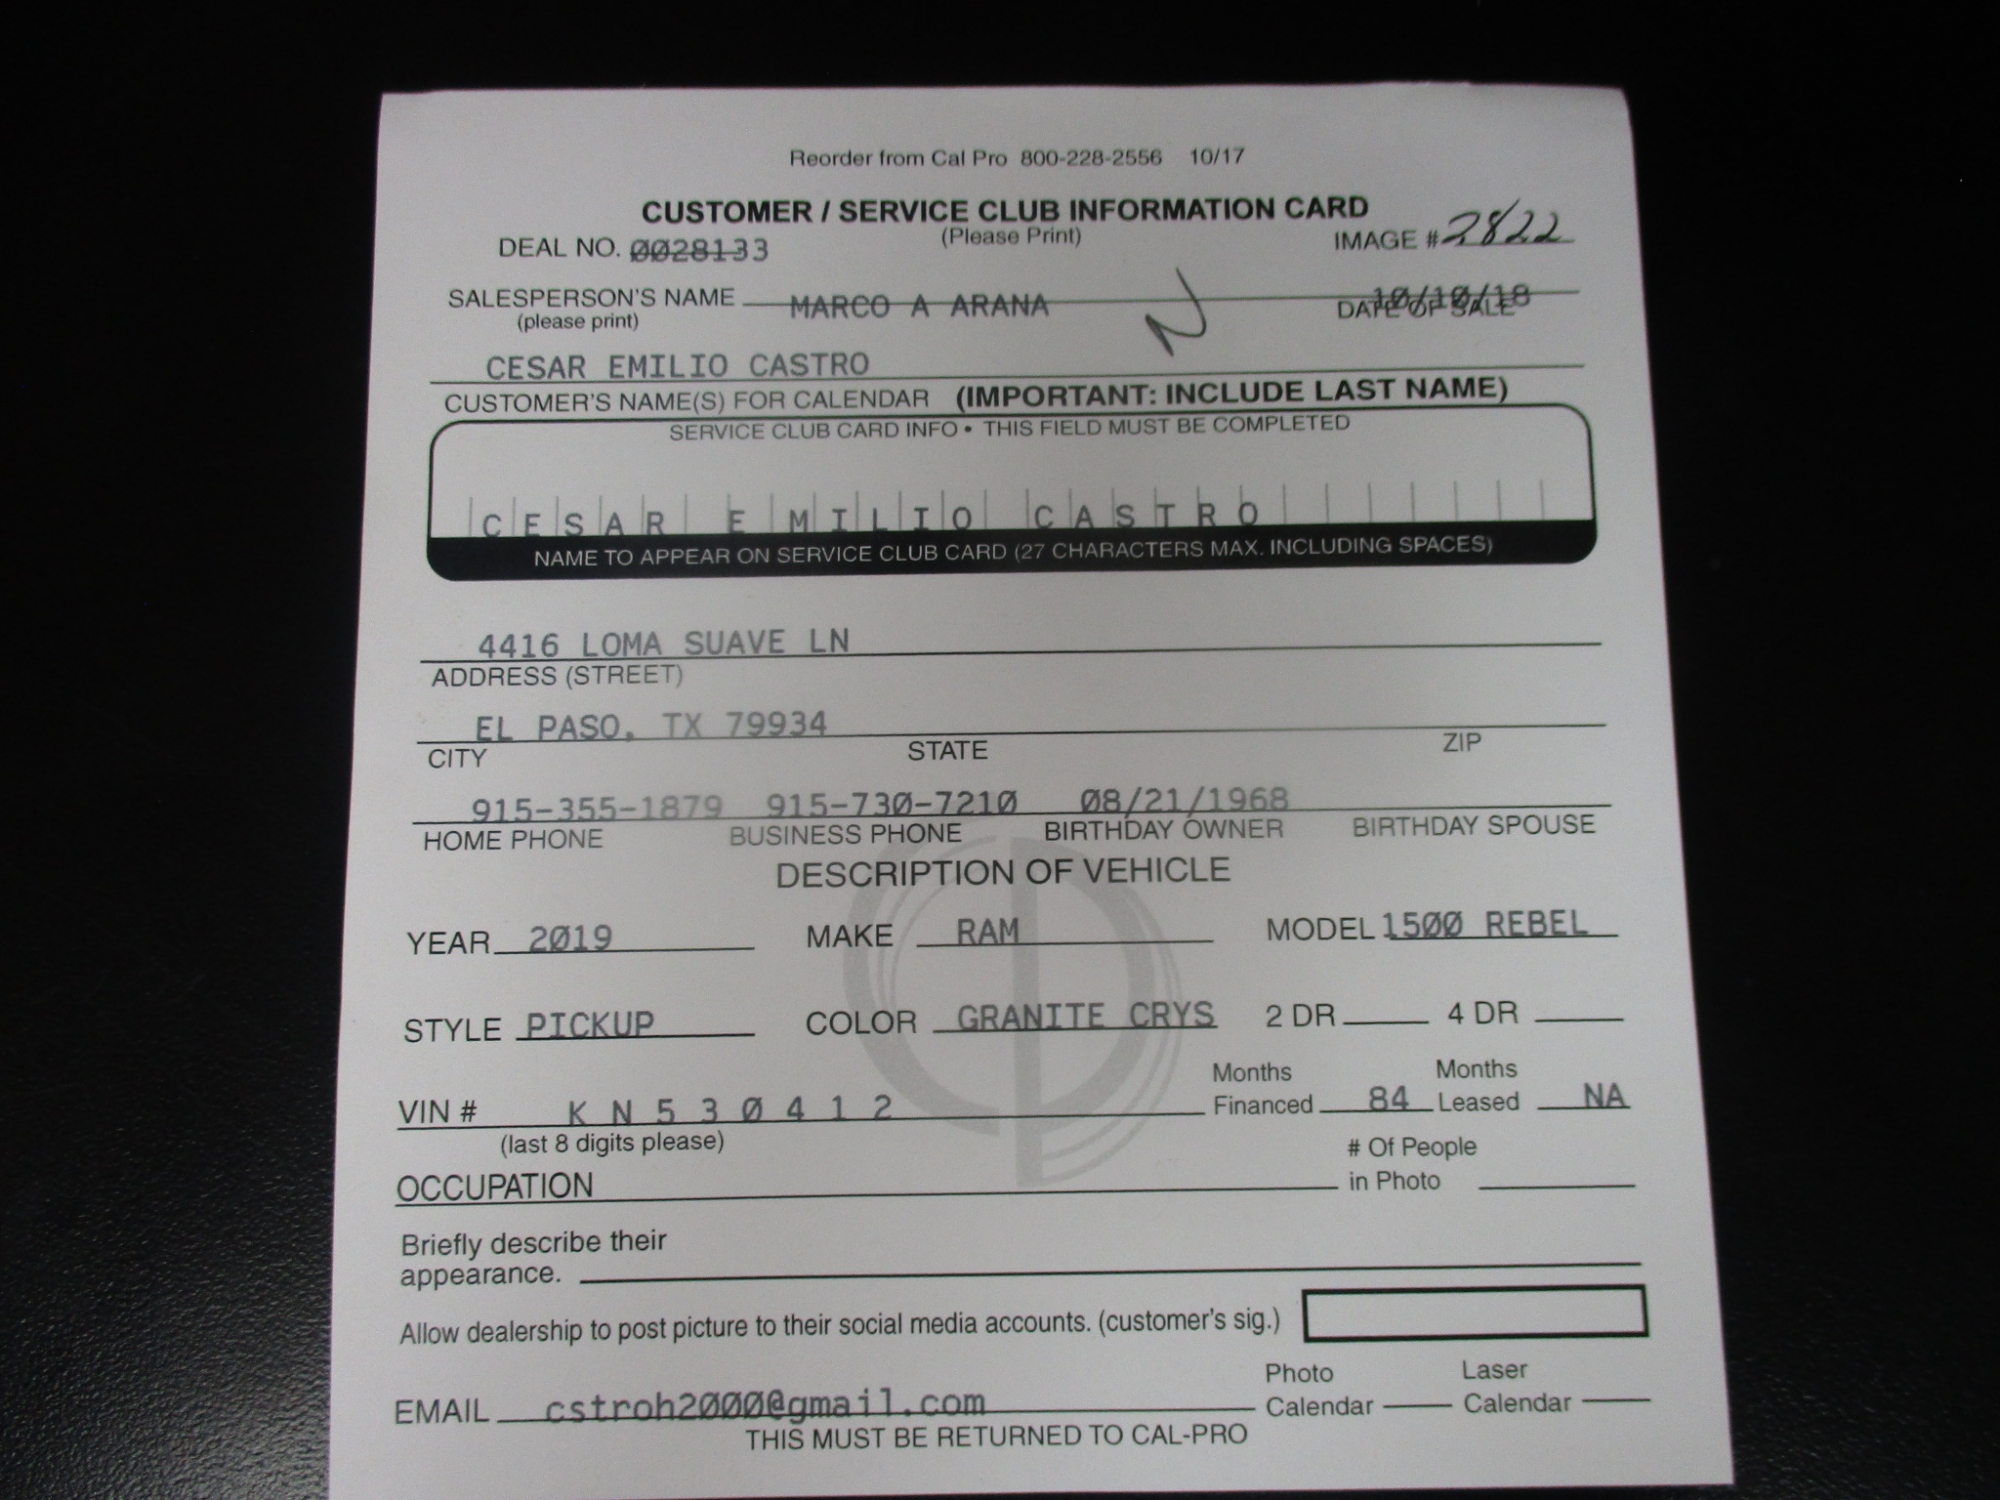 Reorder from Cal Pro 800-228-2556 10/17
CUSTOMER / SERVICE CLUB INFORMATION CARD
(Please Print)
DEAL NO. 0028133
IMAGE # 2822
SALESPERSON'S NAME MARCO A ARANA N DATE OF SALE 10/10/18
(please print)
CESAR EMILIO CASTRO
CUSTOMER'S NAME(S) FOR CALENDAR (IMPORTANT: INCLUDE LAST NAME)
SERVICE CLUB CARD INFO • THIS FIELD MUST BE COMPLETED
CESAR EMILIO CASTRO
NAME TO APPEAR ON SERVICE CLUB CARD (27 CHARACTERS MAX. INCLUDING SPACES)
4416 LOMA SUAVE LN
ADDRESS (STREET)
EL PASO, TX 79934
CITY STATE ZIP
915-355-1879 915-730-7210 08/21/1968
HOME PHONE BUSINESS PHONE BIRTHDAY OWNER BIRTHDAY SPOUSE
DESCRIPTION OF VEHICLE
YEAR 2019 MAKE RAM MODEL 1500 REBEL
STYLE PICKUP COLOR GRANITE CRYS 2 DR 4 DR
VIN # KN530412 Months Financed 84 Months Leased NA
(last 8 digits please)
OCCUPATION # Of People in Photo
Briefly describe their
appearance.
Allow dealership to post picture to their social media accounts. (customer's sig.)
EMAIL cstroh2000@gmail.com Photo Calendar Laser Calendar
THIS MUST BE RETURNED TO CAL-PRO